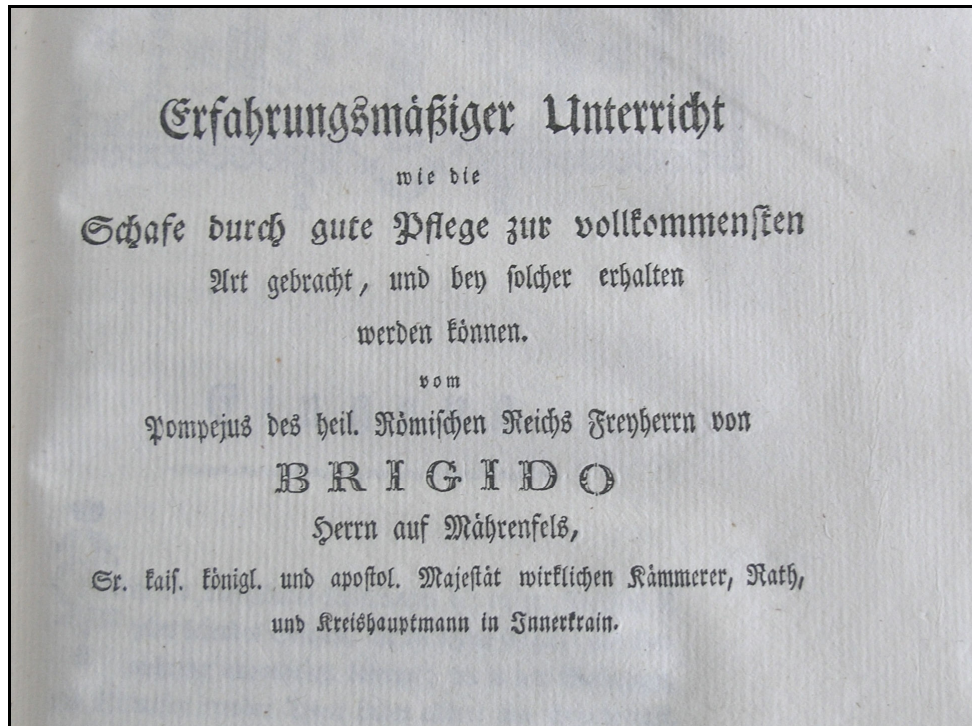 Erfahrungsmäßiger Unterricht
wie die
Schafe durch gute Pflege zur vollkommensten
Art gebracht, und bey solcher erhalten
werden können.
vom
Pompejus des heil. Römischen Reichs Freyherrn von
BRIGIDO
Herrn auf Mährenfels,
Sr. kais. königl. und apostol. Majestät wirklichen Kämmerer, Rath,
und Kreishauptmann in Innerkrain.